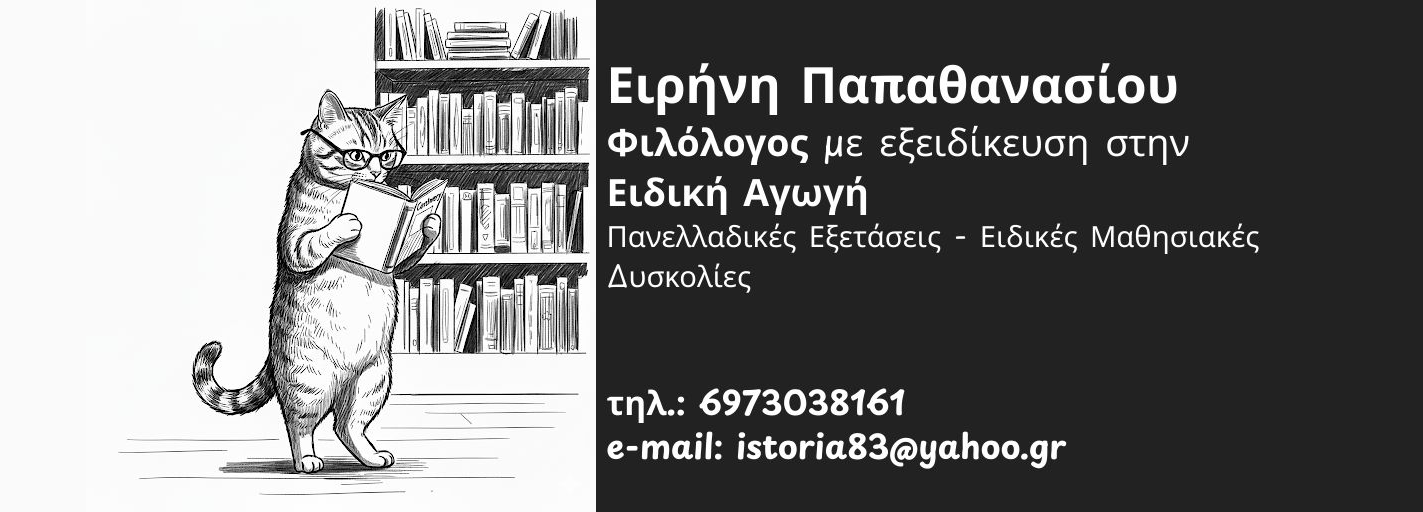 Ειρήνη Παπαθανασίου
Φιλόλογος με εξειδίκευση στην
Ειδική Αγωγή
Πανελλαδικές Εξετάσεις - Ειδικές Μαθησιακές
Δυσκολίες
τηλ.: 6973038161
e-mail: istoria83@yahoo.gr